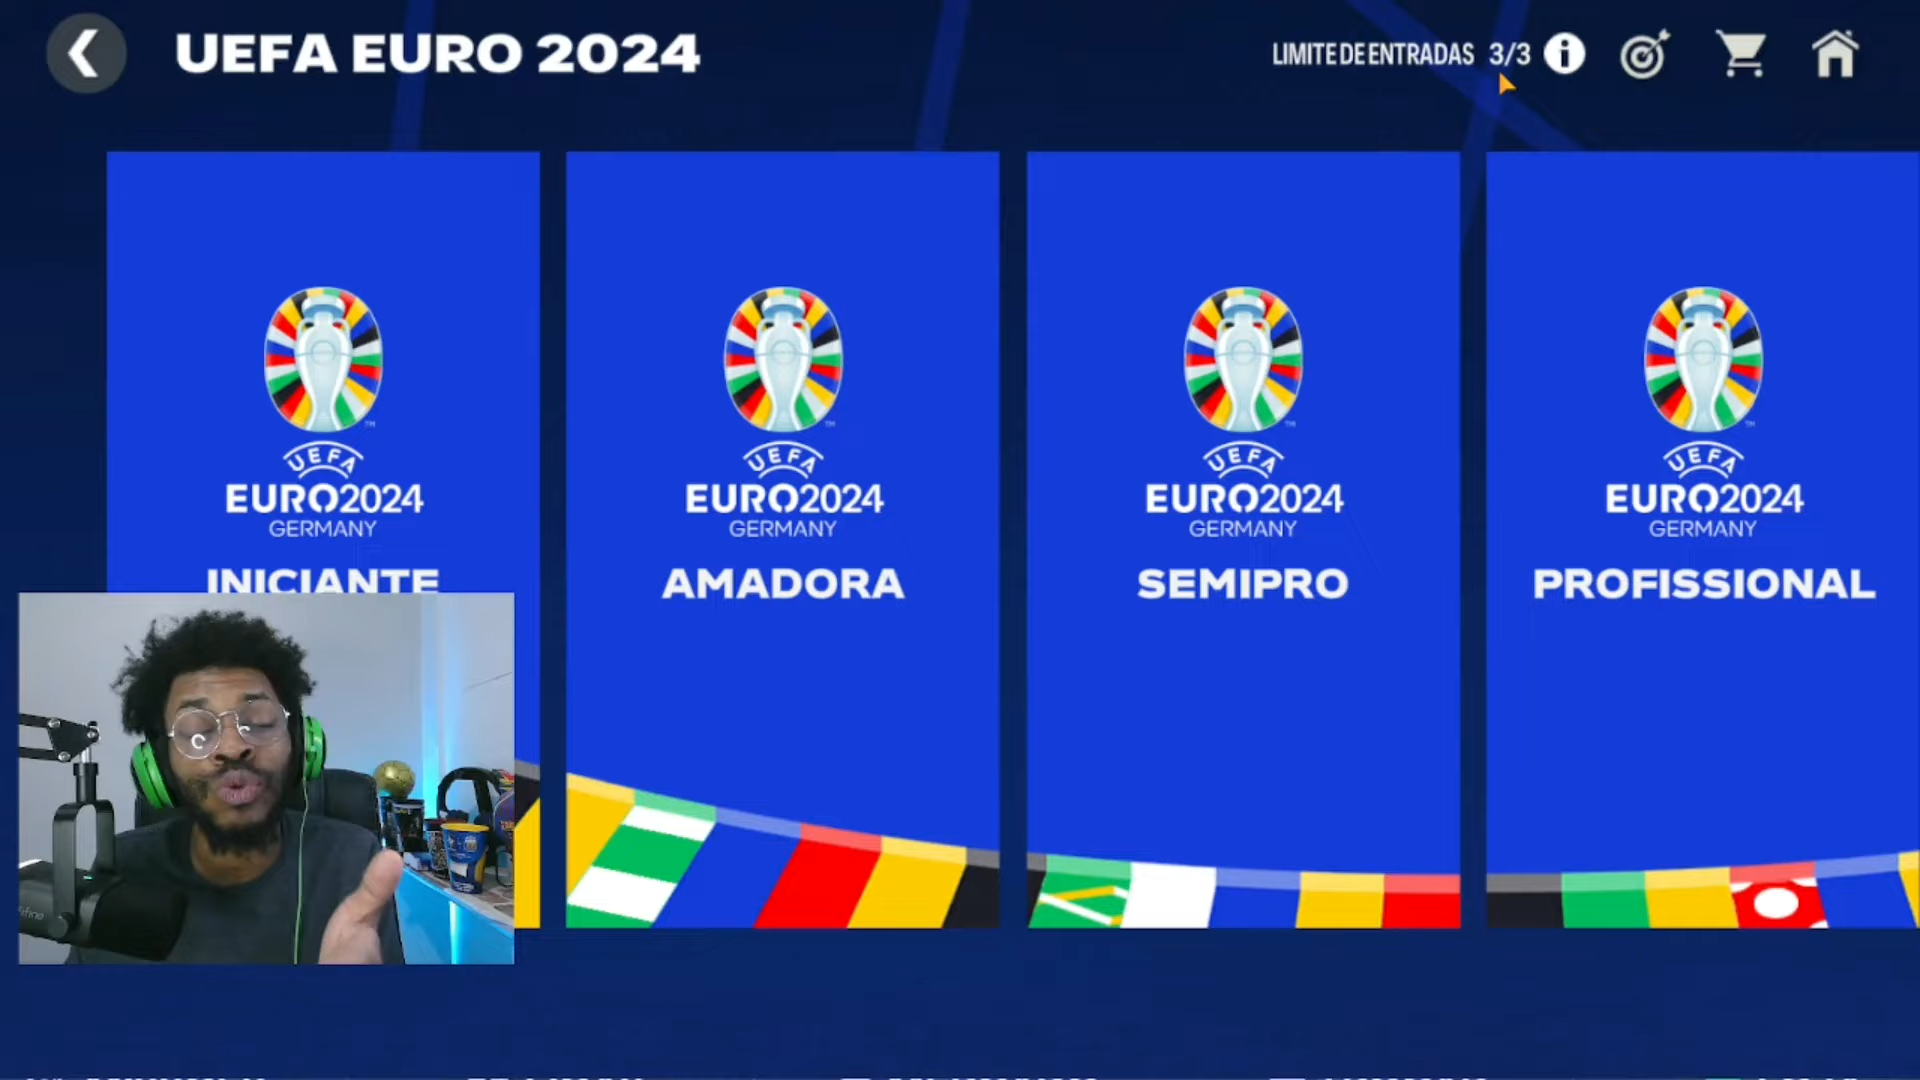 UEFA EURO 2024
LIMITE DE ENTRADAS 3/3
UEFA
EURO2024
GERMANY
INICIANTE
UEFA
EURO2024
GERMANY
AMADORA
UEFA
EURO2024
GERMANY
SEMIPRO
UEFA
EURO2024
GERMANY
PROFISSIONAL